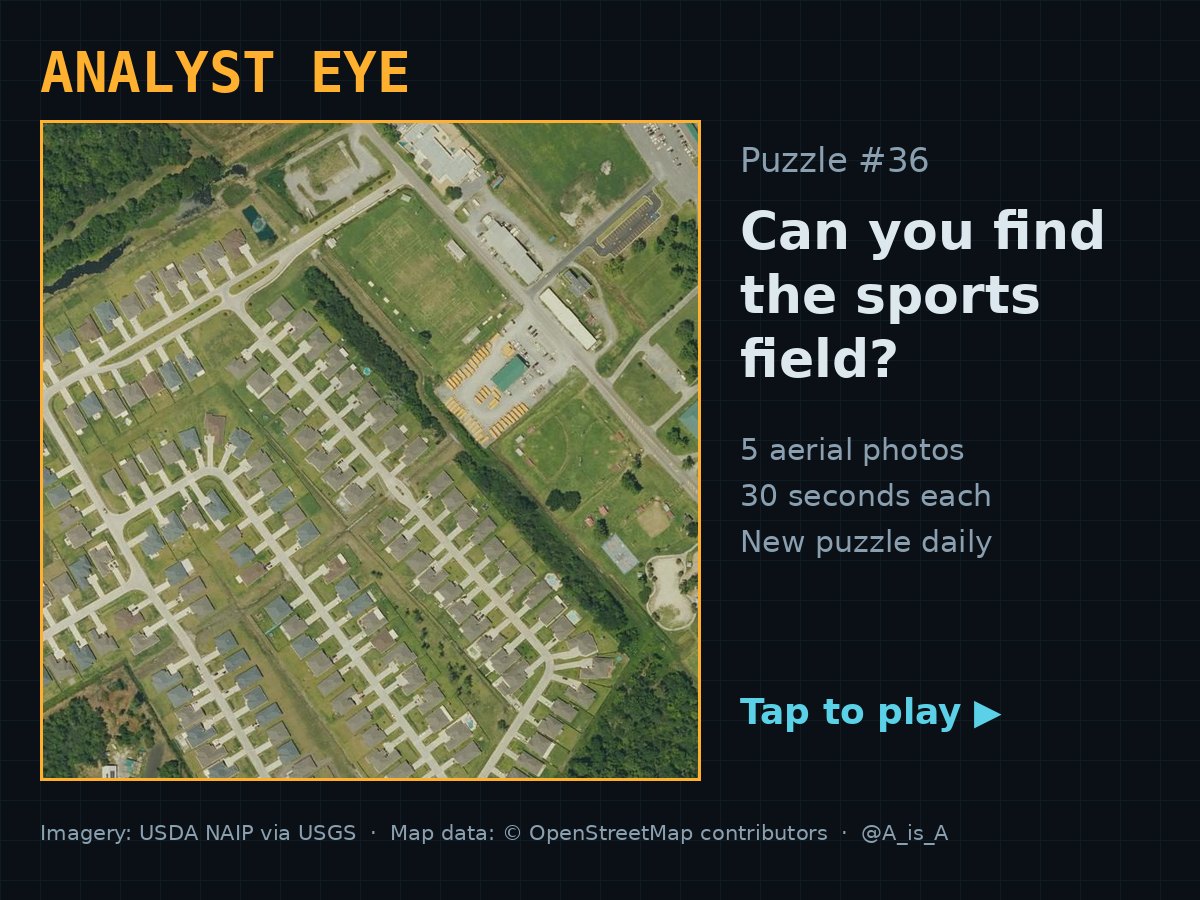 ANALYST EYE
Puzzle #36
Can you find
the sports
field?
5 aerial photos
30 seconds each
New puzzle daily
Tap to play ▶
Imagery: USDA NAIP via USGS · Map data: © OpenStreetMap contributors · @A_is_A